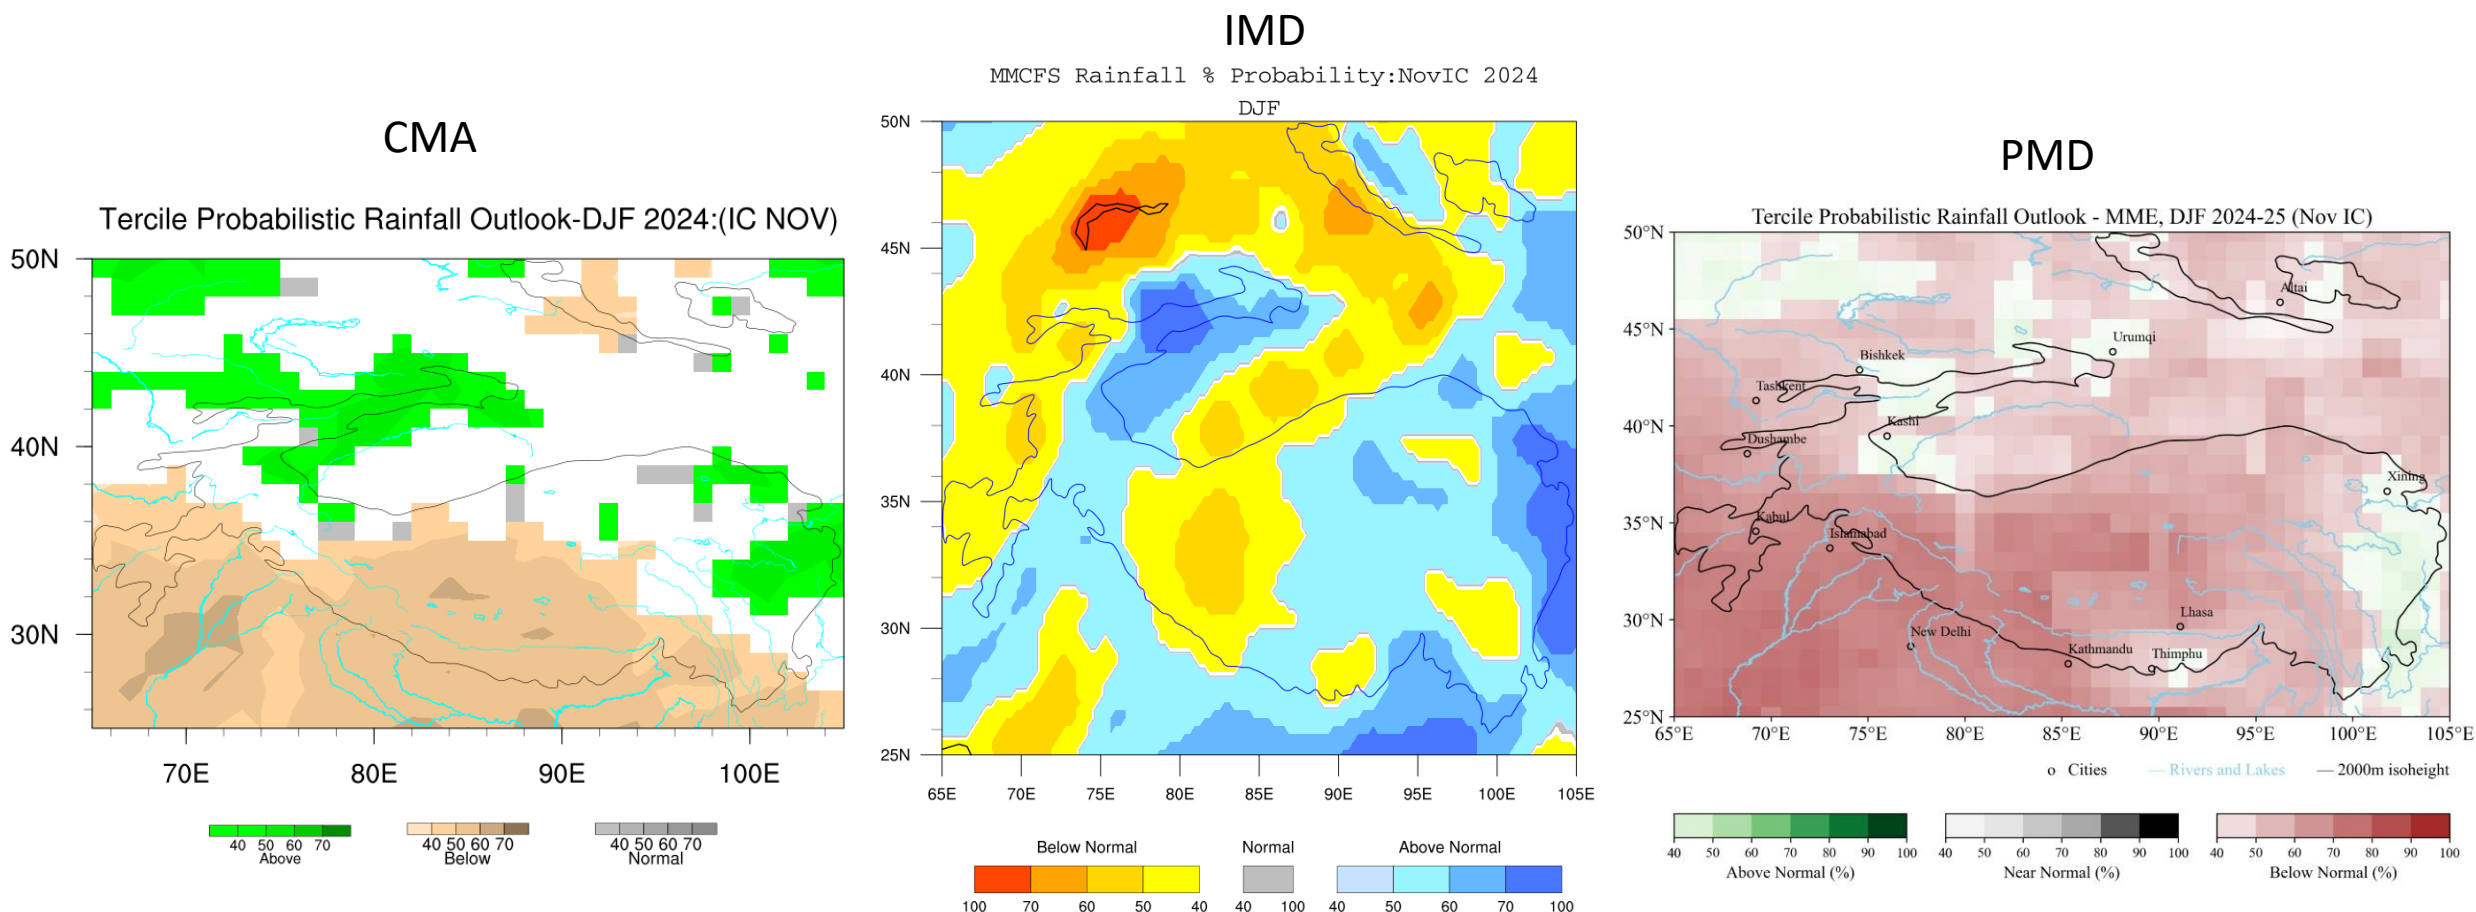 CMA
Tercile Probabilistic Rainfall Outlook-DJF 2024:(IC NOV)
50N
40N
30N
70E 80E 90E 100E
40 50 60 70
Above
40 50 60 70
Below
40 50 60 70
Normal
IMD
MMCFS Rainfall % Probability:NovIC 2024
DJF
50N
45N
40N
35N
30N
25N
65E 70E 75E 80E 85E 90E 95E 100E 105E
Below Normal
100 70 60 50 40
Normal
40 100
Above Normal
40 50 60 70 100
PMD
Tercile Probabilistic Rainfall Outlook - MME, DJF 2024-25 (Nov IC)
50°N
45°N
40°N
35°N
30°N
25°N
Altai
Urumqi
Bishkek
Tashkent
Kashi
Dushambe
Xining
Kabul
Islamabad
Lhasa
New Delhi
Kathmandu
Thimphu
65°E 70°E 75°E 80°E 85°E 90°E 95°E 100°E 105°E
Cities
Rivers and Lakes
2000m isoheight
40 50 60 70 80 90 100
Above Normal (%)
40 50 60 70 80 90 100
Near Normal (%)
40 50 60 70 80 90 100
Below Normal (%)